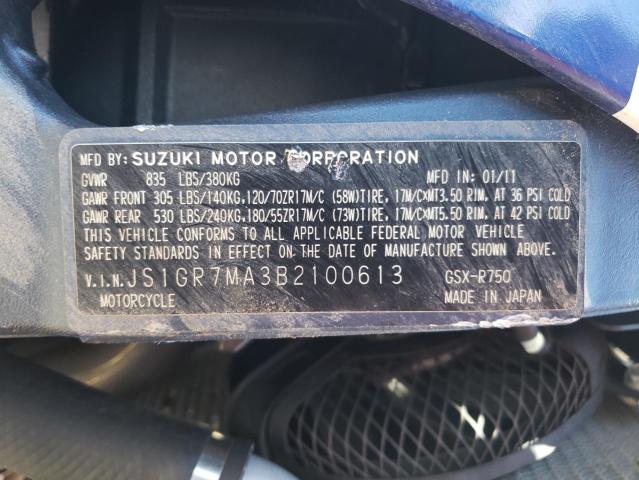 MFD BY: SUZUKI MOTOR CORPORATION
GVWR 835 LBS/380KG MFD IN: 01/11
GAWR FRONT 305 LBS/140KG,120/70ZR17M/C (58W)TIRE, 17M/C×MT3.50 RIM. AT 36 PSI COLD
GAWR REAR 530 LBS/240KG,180/55ZR17M/C (73W)TIRE, 17M/C×MT5.50 RIM. AT 42 PSI COLD
THIS VEHICLE CONFORMS TO ALL APPLICABLE FEDERAL MOTOR VEHICLE
SAFETY STANDARDS IN EFFECT ON THE DATE OF MANUFACTURE SHOWN ABOVE.
V.I.N. JS1GR7MA3B2100613 GSX-R750
MOTORCYCLE MADE IN JAPAN